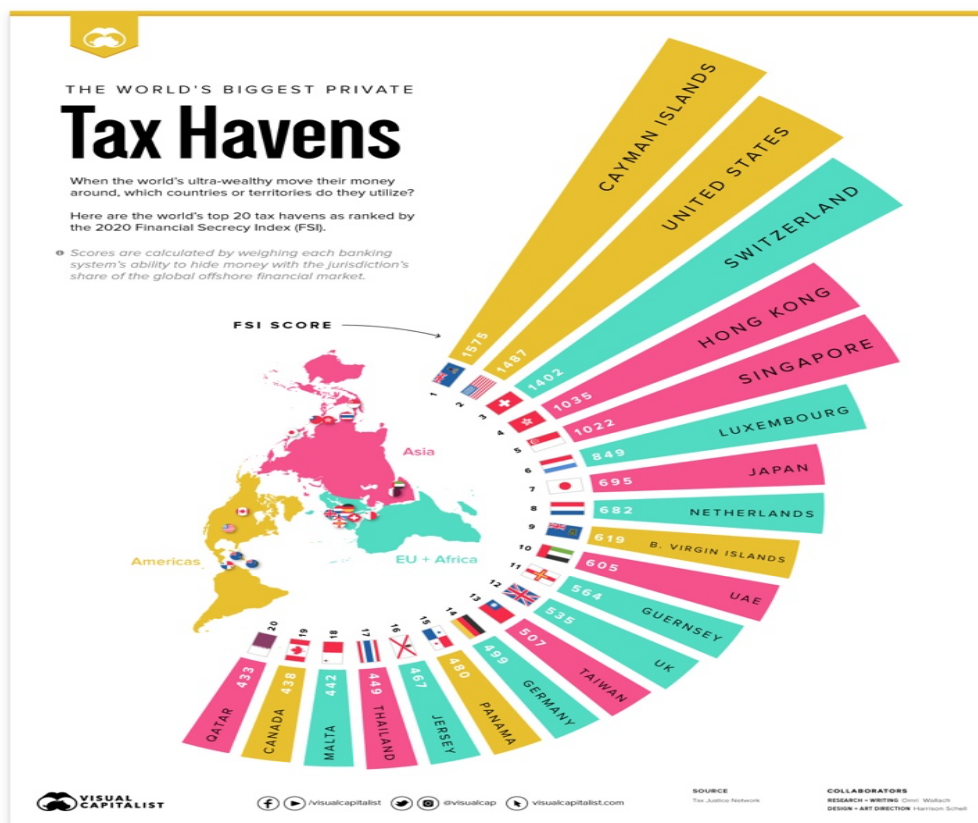 THE WORLD'S BIGGEST PRIVATE
Tax Havens
When the world's ultra-wealthy move their money
around, which countries or territories do they utilize?
Here are the world's top 20 tax havens as ranked by
the 2020 Financial Secrecy Index (FSI).
Scores are calculated by weighing each banking
system's ability to hide money with the jurisdiction's
share of the global offshore financial market.
FSI SCORE
1 1575 CAYMAN ISLANDS
2 1487 UNITED STATES
3 1402 SWITZERLAND
4 1035 HONG KONG
5 1022 SINGAPORE
6 849 LUXEMBOURG
7 695 JAPAN
8 682 NETHERLANDS
9 619 B. VIRGIN ISLANDS
10 605 UAE
11 564 GUERNSEY
12 535 UK
13 507 TAIWAN
14 499 GERMANY
15 480 PANAMA
16 467 JERSEY
17 449 THAILAND
18 442 MALTA
19 438 CANADA
20 433 QATAR
Asia
Americas
EU + Africa
VISUAL
CAPITALIST
/visualcapitalist
@visualcap
visualcapitalist.com
SOURCE
Tax Justice Network
COLLABORATORS
RESEARCH + WRITING Omri Wallach
DESIGN + ART DIRECTION Harrison Schell